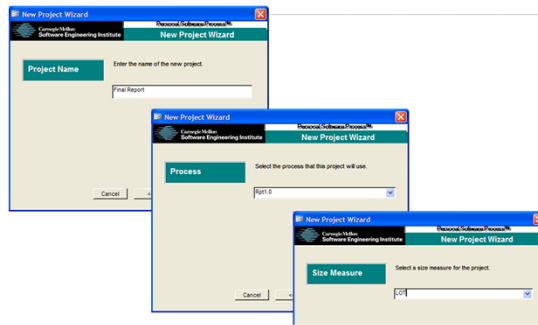 New Project Wizard
Carnegie Mellon
Software Engineering Institute
Personal Software Process℠
New Project Wizard
Project Name
Enter the name of the new project.
Final Report
Cancel
<
New Project Wizard
Carnegie Mellon
Software Engineering Institute
Personal Software Process℠
New Project Wizard
Process
Select the process that this project will use.
Rpt1.0
Cancel
<
New Project Wizard
Carnegie Mellon
Software Engineering Institute
Personal Software Process℠
New Project Wizard
Size Measure
Select a size measure for the project.
LOT